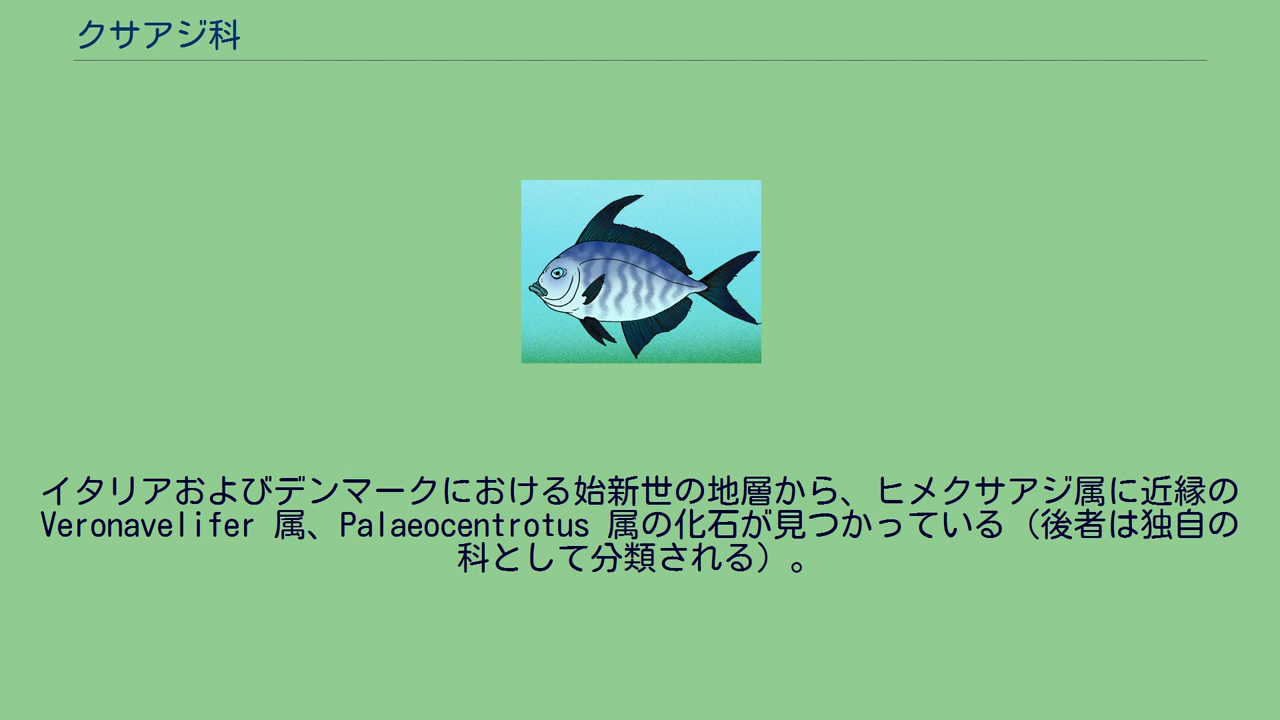 クサアジ科
イタリアおよびデンマークにおける始新世の地層から、ヒメクサアジ属に近縁の
Veronavelifer 属、Palaeocentrotus 属の化石が見つかっている（後者は独自の
科として分類される）。